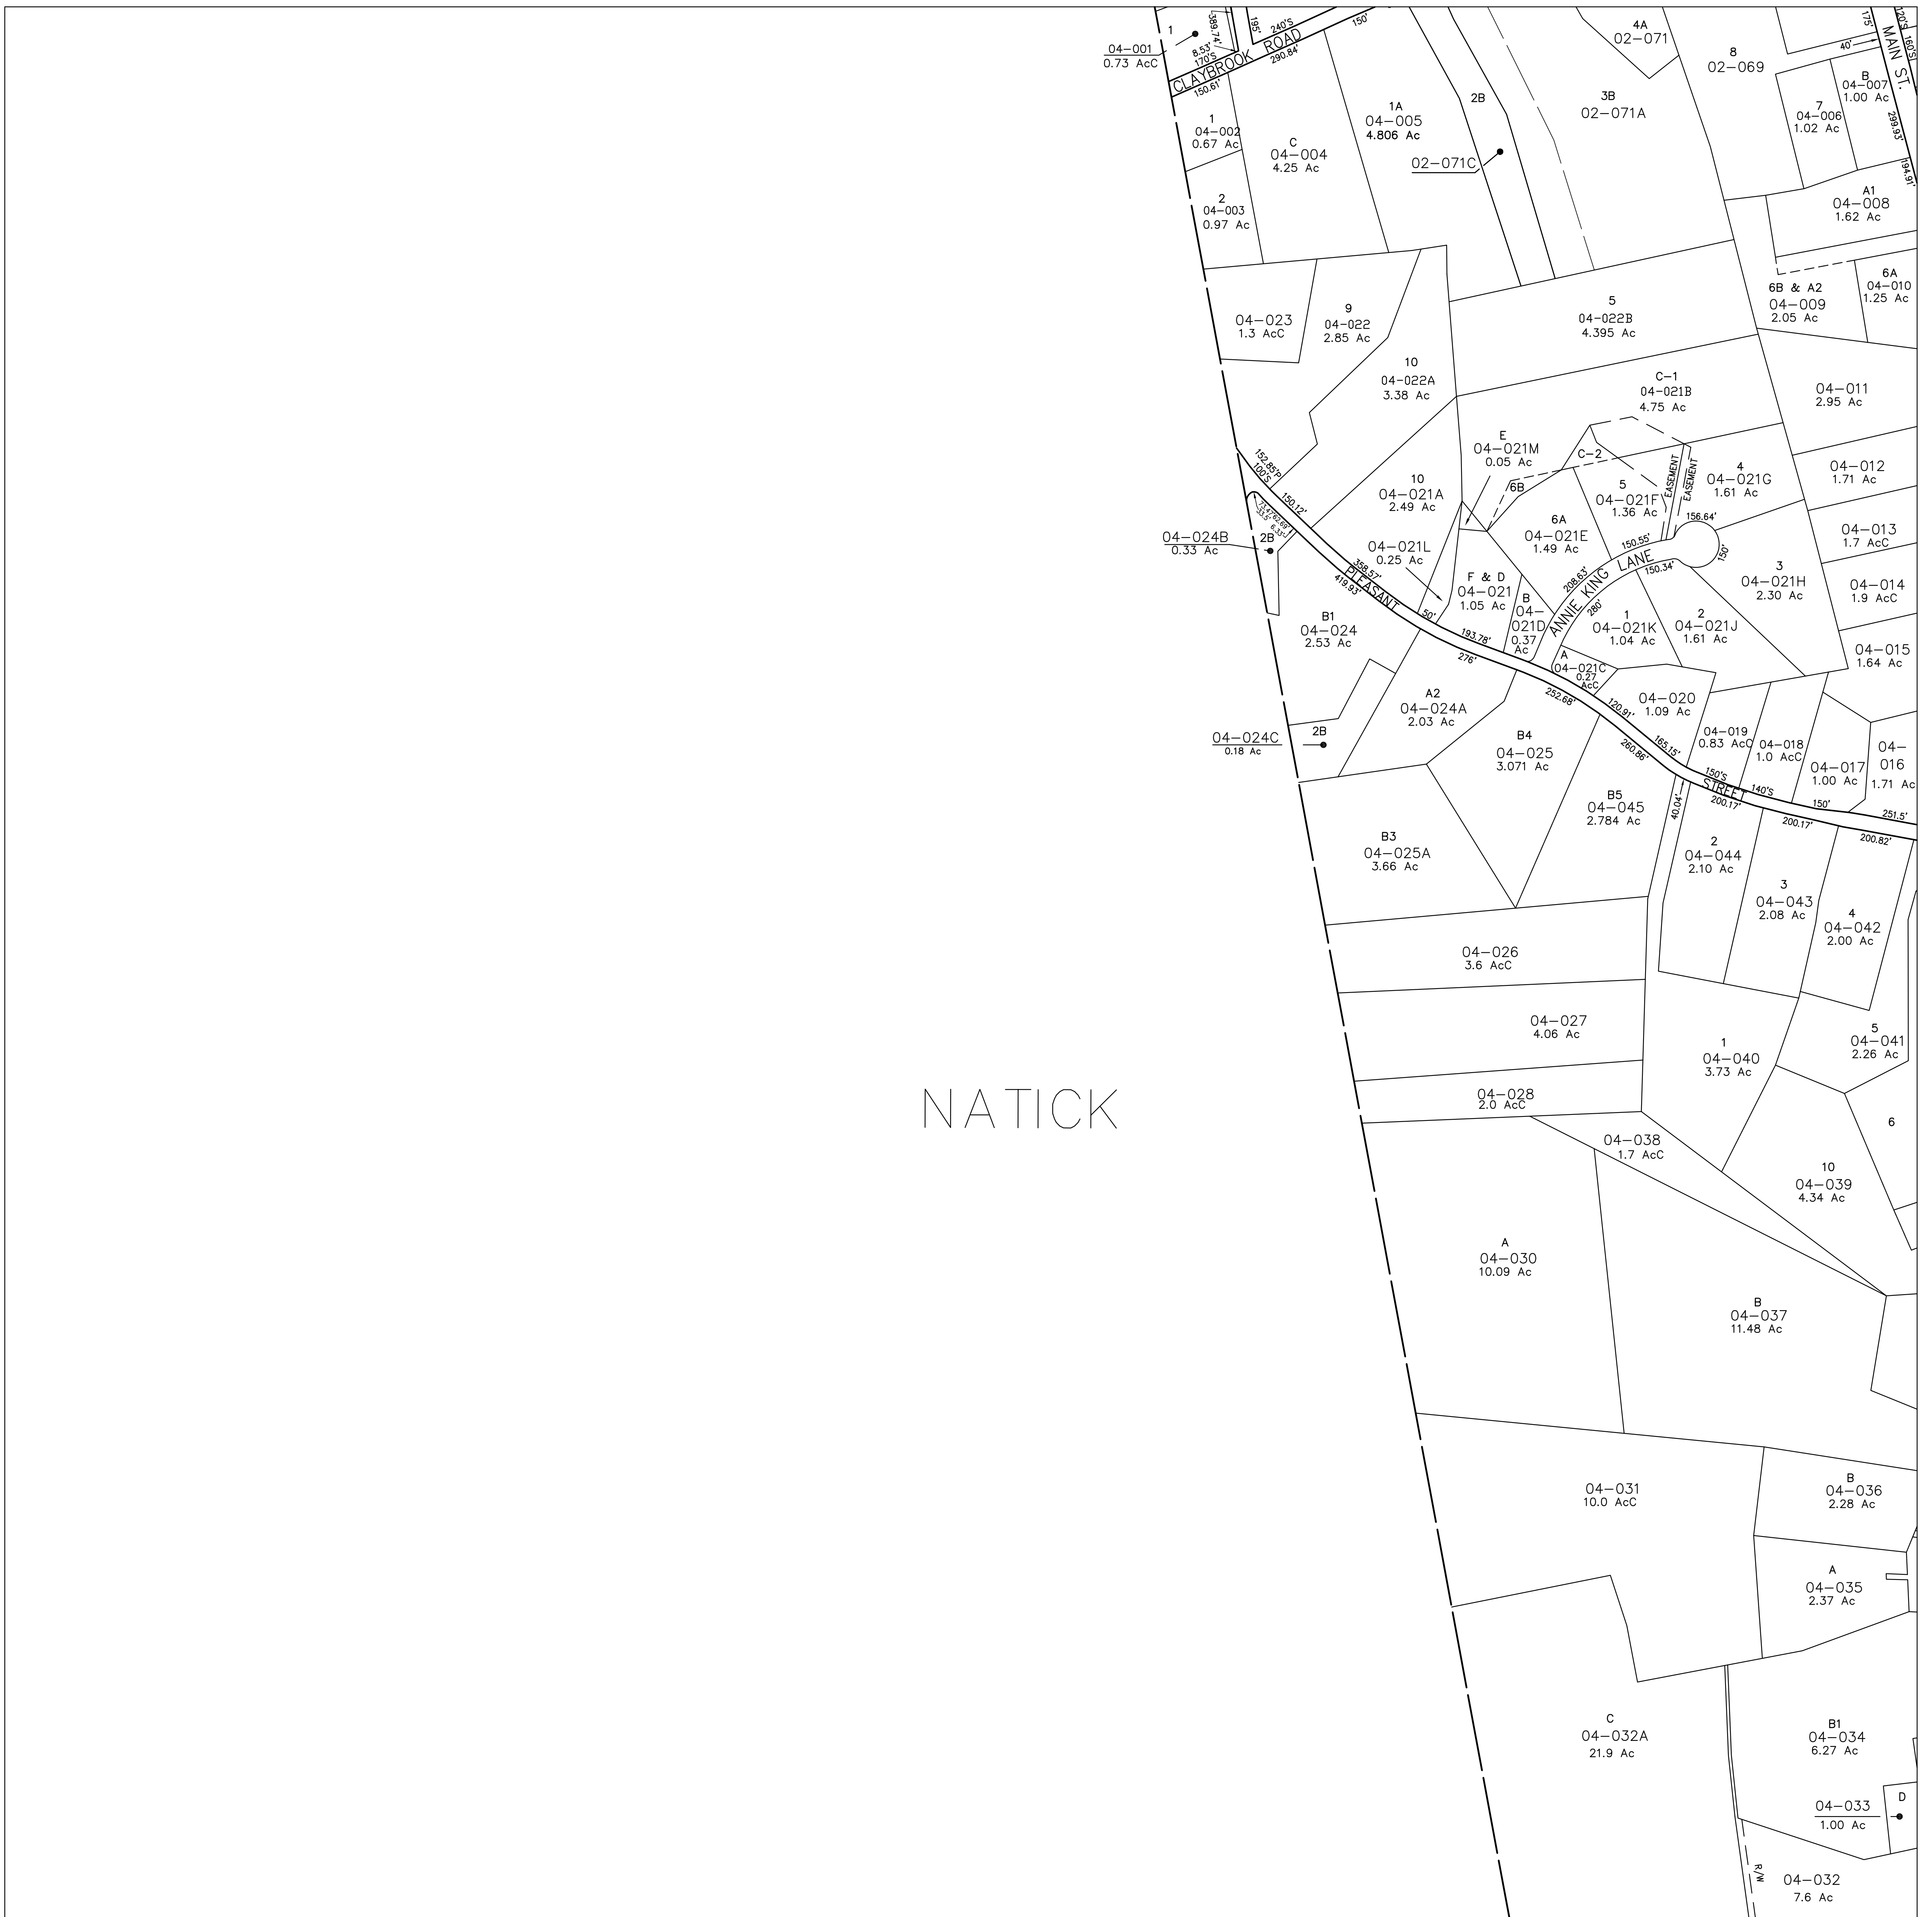 1
04-001
0.73 AcC
389.74'
8.53'
170'S
195'
240'S
150'
CLAYBROOK ROAD
290.84'
150.61'
4A
02-071
8
02-069
175'
120'S
160'S
40'
MAIN ST.
299.93'
194.91'
B
04-007
1.00 Ac
7
04-006
1.02 Ac
3B
02-071A
2B
02-071C
1A
04-005
4.806 Ac
C
04-004
4.25 Ac
1
04-002
0.67 Ac
2
04-003
0.97 Ac
A1
04-008
1.62 Ac
6B & A2
04-009
2.05 Ac
6A
04-010
1.25 Ac
5
04-022B
4.395 Ac
04-023
1.3 AcC
9
04-022
2.85 Ac
10
04-022A
3.38 Ac
C-1
04-021B
4.75 Ac
04-011
2.95 Ac
E
04-021M
0.05 Ac
C-2
6B
EASEMENT
EASEMENT
4
04-021G
1.61 Ac
04-012
1.71 Ac
5
04-021F
1.36 Ac
10
04-021A
2.49 Ac
6A
04-021E
1.49 Ac
152.85'P
100'S
150.12'
156.64'
150'
150.55'
150.34'
208.63'
280'
ANNIE KING LANE
04-013
1.7 AcC
04-024B
0.33 Ac
2B
04-021L
0.25 Ac
358.57'
419.93'
PLEASANT
F & D
04-021
1.05 Ac
B
04-
021D
0.37
Ac
3
04-021H
2.30 Ac
04-014
1.9 AcC
B1
04-024
2.53 Ac
50'
193.78'
276'
1
04-021K
1.04 Ac
2
04-021J
1.61 Ac
04-015
1.64 Ac
A
04-021C
0.27
AcC
252.68'
120.91'
04-020
1.09 Ac
A2
04-024A
2.03 Ac
04-024C
0.18 Ac
2B
B4
04-025
3.071 Ac
260.86'
165.15'
04-019
0.83 AcC
04-018
1.0 AcC
04-017
1.00 Ac
04-
016
1.71 Ac
150'S
STREET
140'S
200.17'
150'
200.17'
251.5'
200.82'
40.04'
B5
04-045
2.784 Ac
B3
04-025A
3.66 Ac
2
04-044
2.10 Ac
3
04-043
2.08 Ac
4
04-042
2.00 Ac
04-026
3.6 AcC
04-027
4.06 Ac
5
04-041
2.26 Ac
1
04-040
3.73 Ac
NATICK
04-028
2.0 AcC
6
04-038
1.7 AcC
10
04-039
4.34 Ac
A
04-030
10.09 Ac
B
04-037
11.48 Ac
04-031
10.0 AcC
B
04-036
2.28 Ac
A
04-035
2.37 Ac
C
04-032A
21.9 Ac
B1
04-034
6.27 Ac
D
04-033
1.00 Ac
R/W
04-032
7.6 Ac